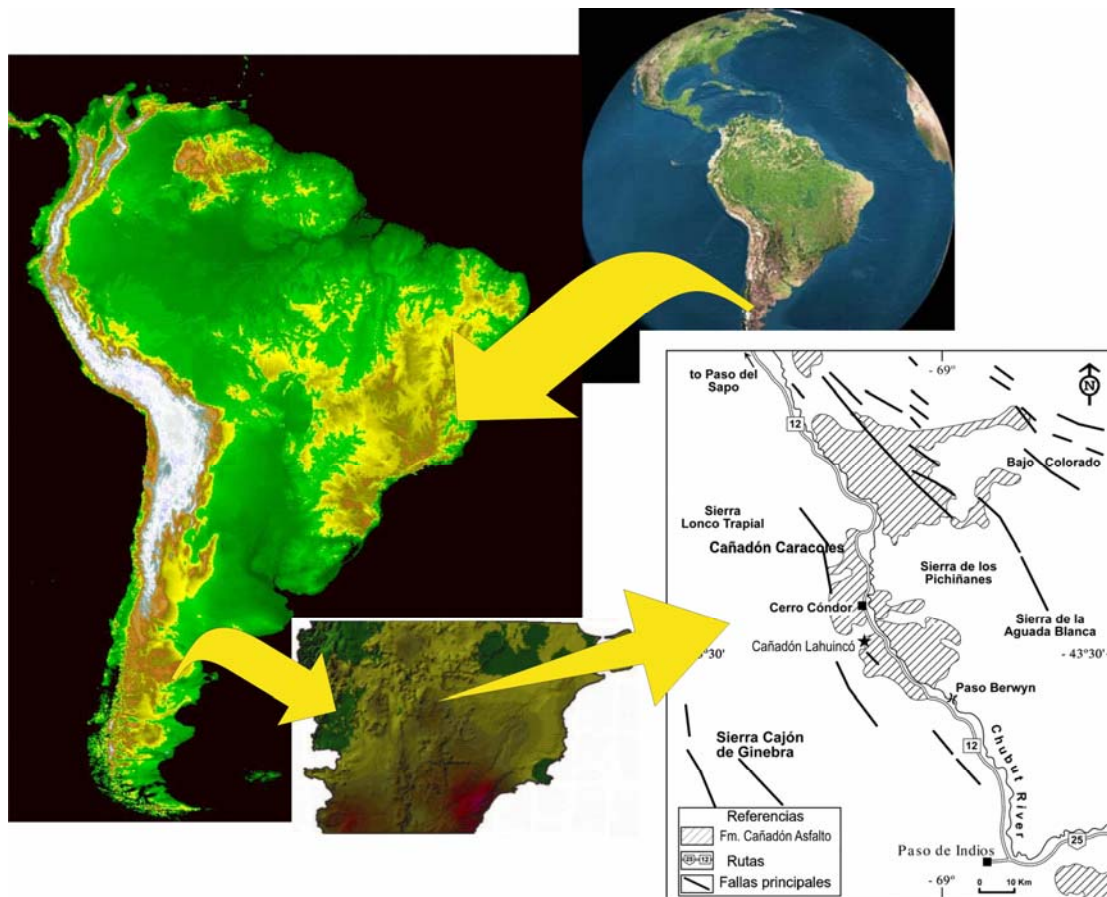 to Paso del
Sapo
- 69°
N
12
Bajo Colorado
Sierra
Lonco Trapial
Cañadón Caracoles
Sierra de los
Pichiñanes
Cerro Cóndor
Sierra de la
Aguada Blanca
Cañadón Lahuincó
3°30'
- 43°30'
Paso Berwyn
Sierra Cajón
de Ginebra
12
Chubut River
Referencias
Fm. Cañadón Asfalto
25 12
Rutas
Fallas principales
Paso de Indios
25
- 69°
0 10 Km